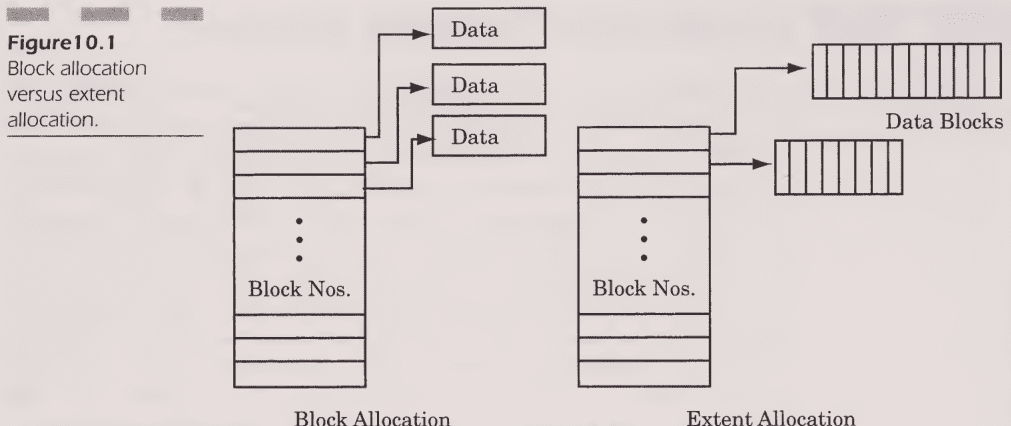 Figure10.1
Block allocation
versus extent
allocation.
Data
Data
Data
Block Nos.
Block Allocation
Data Blocks
Block Nos.
Extent Allocation